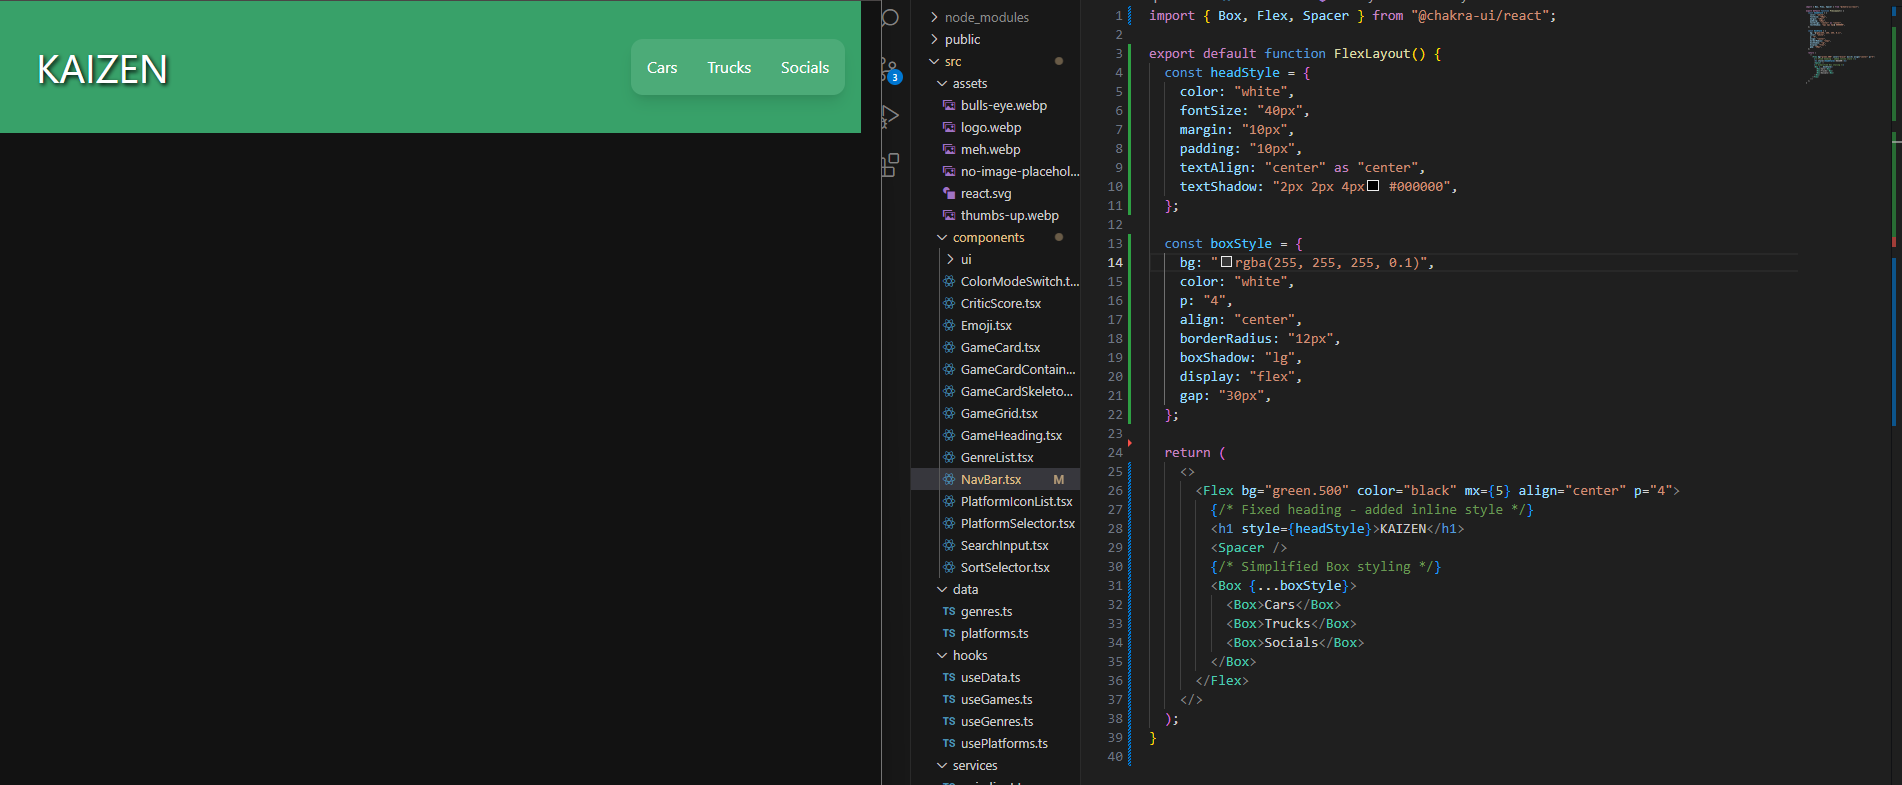 KAIZEN
Cars Trucks Socials
3
node_modules
public
src
assets
bulls-eye.webp
logo.webp
meh.webp
no-image-placehol...
react.svg
thumbs-up.webp
components
ui
ColorModeSwitch.t...
CriticScore.tsx
Emoji.tsx
GameCard.tsx
GameCardContain...
GameCardSkeleto...
GameGrid.tsx
GameHeading.tsx
GenreList.tsx
NavBar.tsx M
PlatformIconList.tsx
PlatformSelector.tsx
SearchInput.tsx
SortSelector.tsx
data
TS genres.ts
TS platforms.ts
hooks
TS useData.ts
TS useGames.ts
TS useGenres.ts
TS usePlatforms.ts
services
1 import { Box, Flex, Spacer } from "@chakra-ui/react";
2
3 export default function FlexLayout() {
4 const headStyle = {
5 color: "white",
6 fontSize: "40px",
7 margin: "10px",
8 padding: "10px",
9 textAlign: "center" as "center",
10 textShadow: "2px 2px 4px #000000",
11 };
12
13 const boxStyle = {
14 bg: "rgba(255, 255, 255, 0.1)",
15 color: "white",
16 p: "4",
17 align: "center",
18 borderRadius: "12px",
19 boxShadow: "lg",
20 display: "flex",
21 gap: "30px",
22 };
23
24 return (
25 <>
26 <Flex bg="green.500" color="black" mx={5} align="center" p="4">
27 {/* Fixed heading - added inline style */}
28 <h1 style={headStyle}>KAIZEN</h1>
29 <Spacer />
30 {/* Simplified Box styling */}
31 <Box {...boxStyle}>
32 <Box>Cars</Box>
33 <Box>Trucks</Box>
34 <Box>Socials</Box>
35 </Box>
36 </Flex>
37 </>
38 );
39 }
40